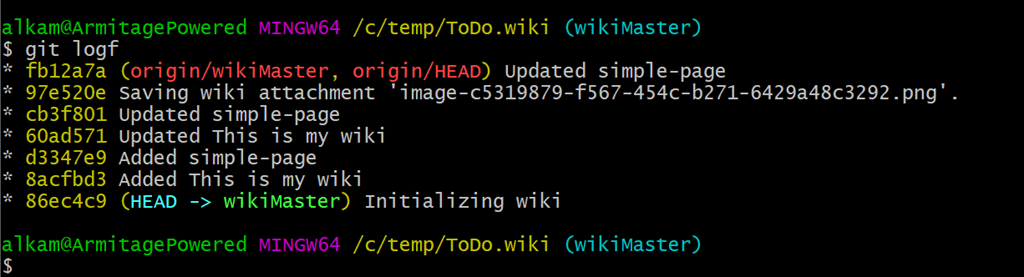 alkam@ArmitagePowered MINGW64 /c/temp/ToDo.wiki (wikiMaster)
$ git logf
* fb12a7a (origin/wikiMaster, origin/HEAD) Updated simple-page
* 97e520e Saving wiki attachment 'image-c5319879-f567-454c-b271-6429a48c3292.png'.
* cb3f801 Updated simple-page
* 60ad571 Updated This is my wiki
* d3347e9 Added simple-page
* 8acfbd3 Added This is my wiki
* 86ec4c9 (HEAD -> wikiMaster) Initializing wiki
alkam@ArmitagePowered MINGW64 /c/temp/ToDo.wiki (wikiMaster)
$